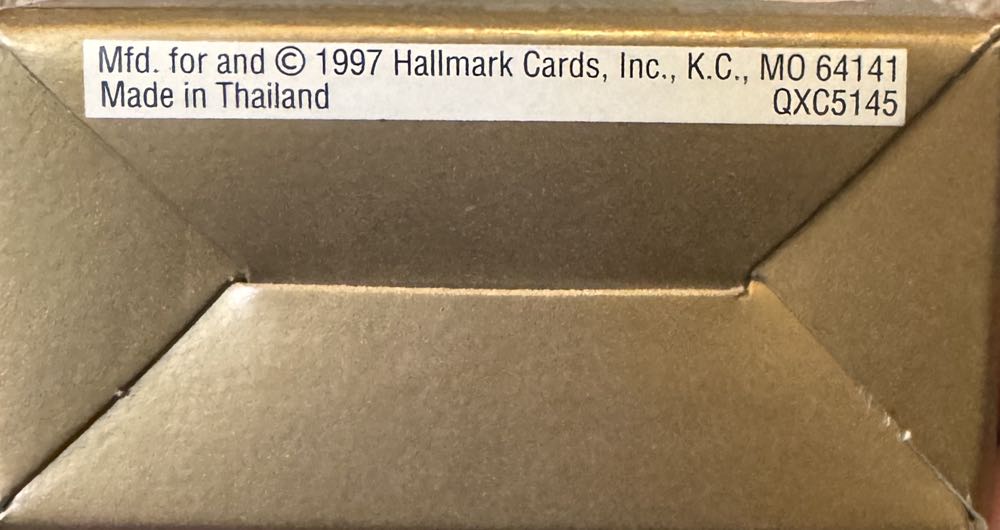 Mfd. for and © 1997 Hallmark Cards, Inc., K.C., MO 64141
Made in Thailand QXC5145